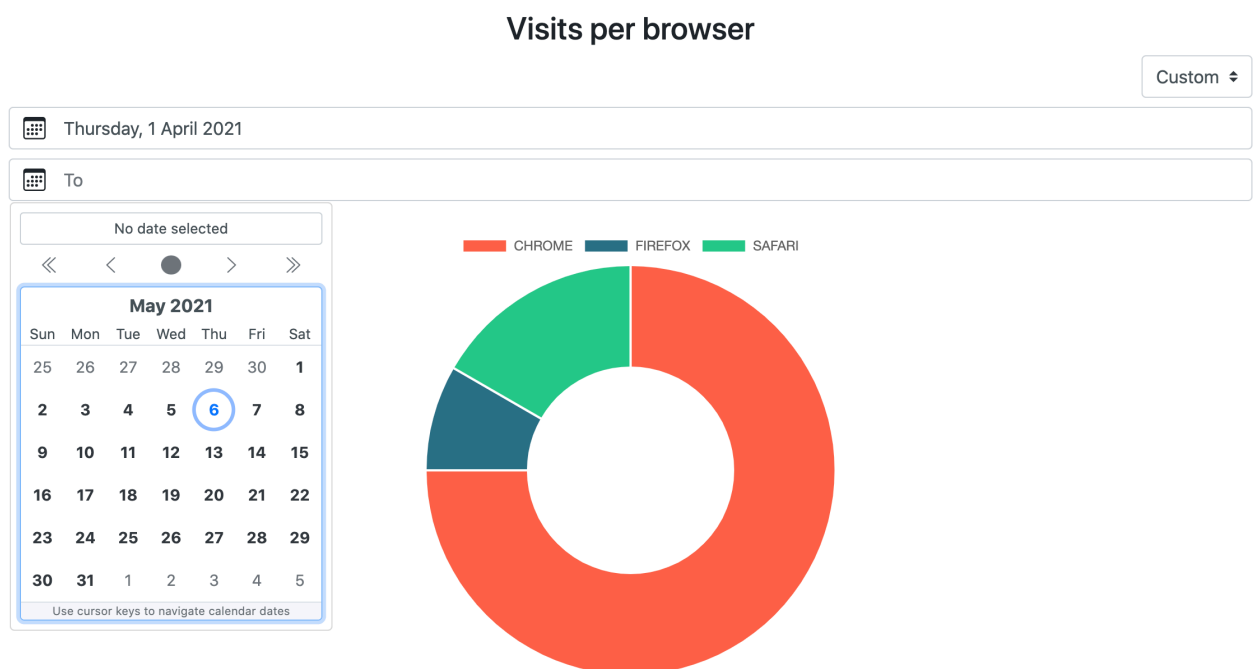 Visits per browser
Custom
Thursday, 1 April 2021
To
No date selected
May 2021
Sun Mon Tue Wed Thu Fri Sat
25 26 27 28 29 30 1
2 3 4 5 6 7 8
9 10 11 12 13 14 15
16 17 18 19 20 21 22
23 24 25 26 27 28 29
30 31 1 2 3 4 5
Use cursor keys to navigate calendar dates
CHROME FIREFOX SAFARI